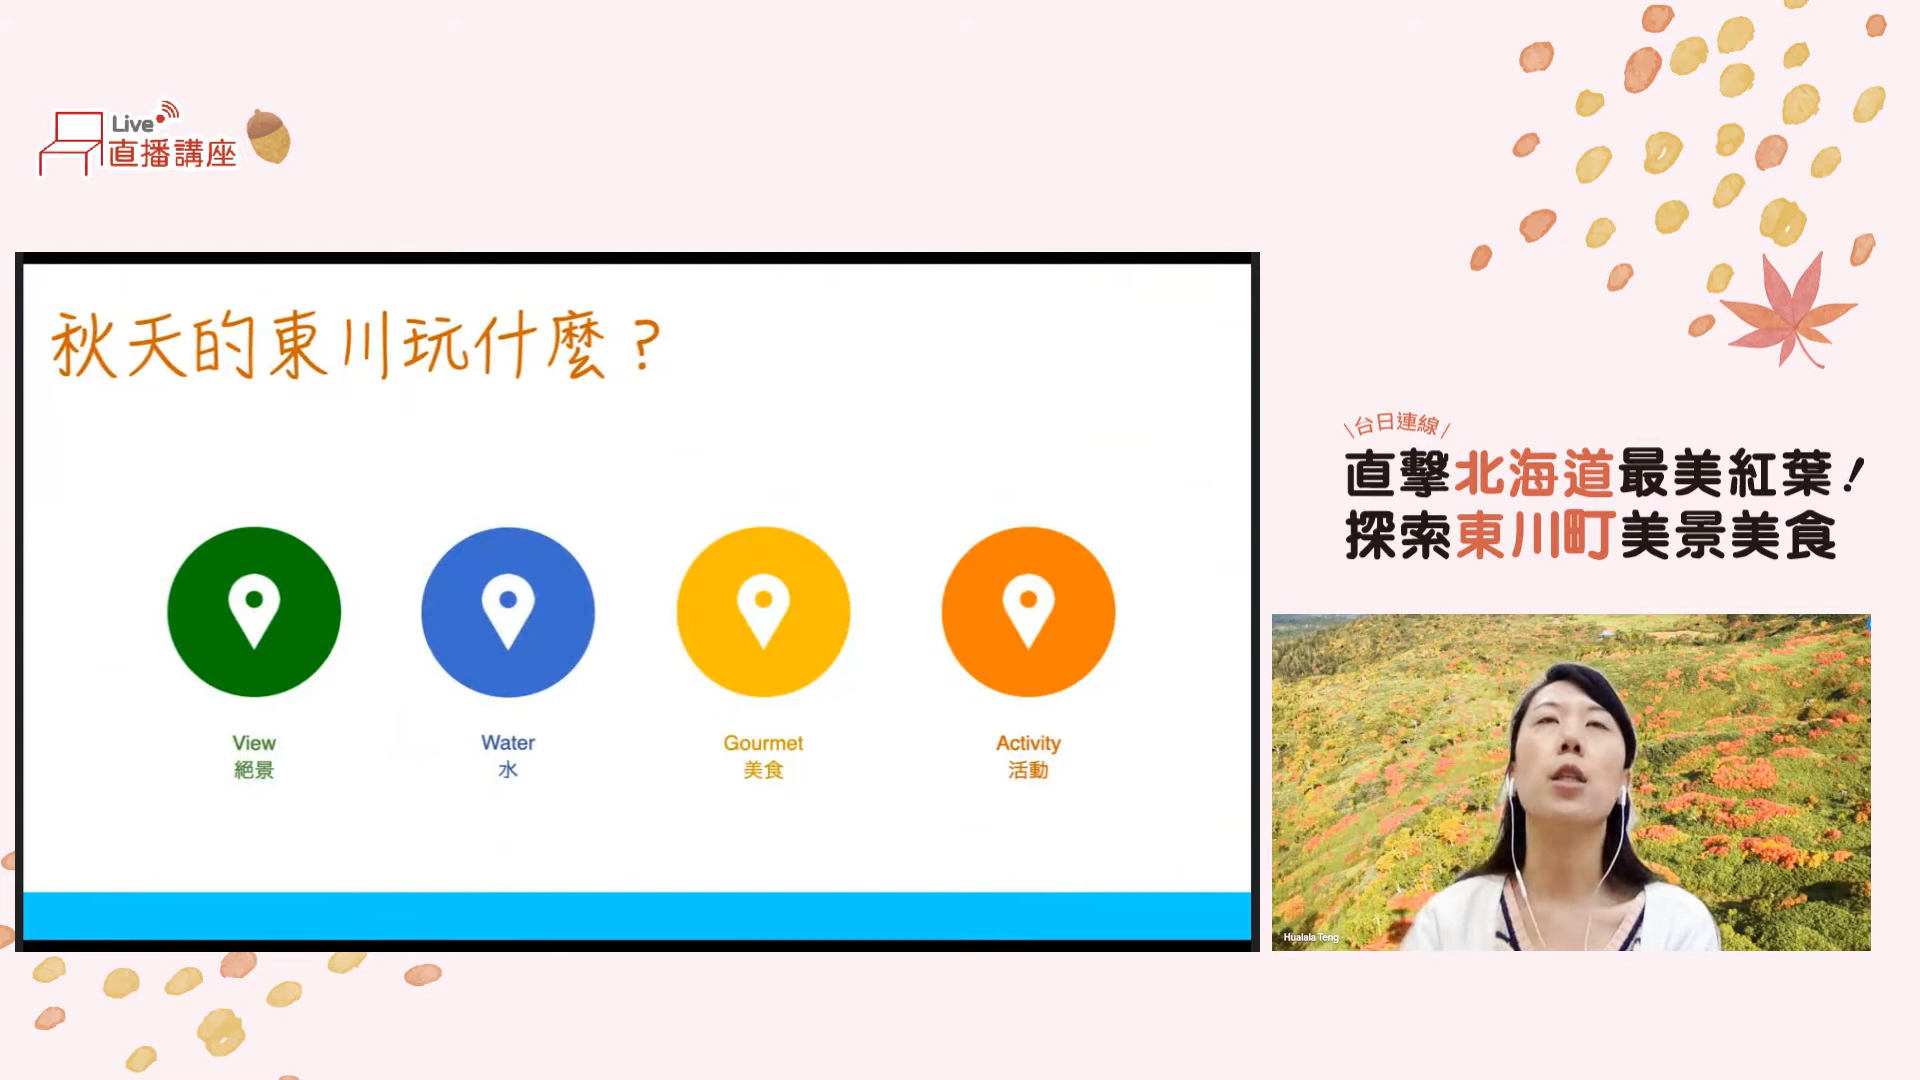 Live
直播講座
秋天的東川玩什麼？
View
絕景
Water
水
Gourmet
美食
Activity
活動
\台日連線/
直擊北海道最美紅葉！
探索東川町美景美食
Hualala Teng